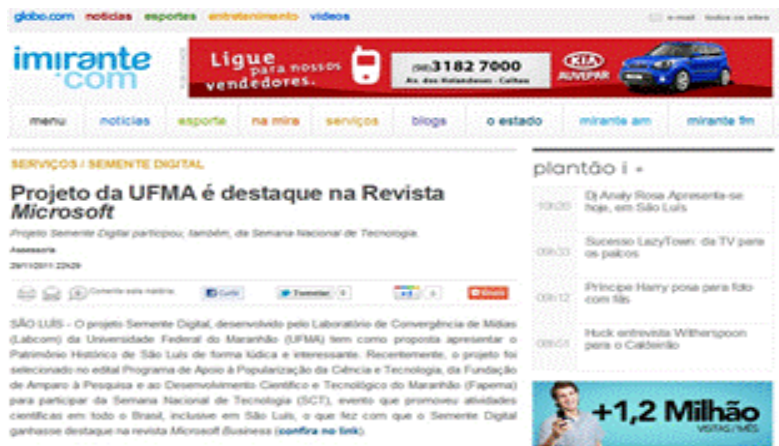 globo.com notícias esportes entretenimento vídeos
e-mail todos os sites
imirante
.com
Ligue
para nossos
vendedores.
(98) 3182 7000
Av. dos Holandeses - Calhau
KIA
AUVEPAR
menu notícias esporte na mira serviços blogs o estado mirante am mirante fm
SERVIÇOS / SEMENTE DIGITAL
Projeto da UFMA é destaque na Revista
Microsoft
Projeto Semente Digital participou, também, da Semana Nacional de Tecnologia.
Assessoria
29/11/2011 22h29
Comente esta matéria
Curtir
Tweetar
SÃO LUÍS - O projeto Semente Digital, desenvolvido pelo Laboratório de Convergência de Mídias
(Labcom) da Universidade Federal do Maranhão (UFMA) tem como proposta apresentar o
Patrimônio Histórico de São Luís de forma lúdica e interessante. Recentemente, o projeto foi
selecionado no edital Programa de Apoio à Popularização da Ciência e Tecnologia, da Fundação
de Amparo à Pesquisa e ao Desenvolvimento Científico e Tecnológico do Maranhão (Fapema)
para participar da Semana Nacional de Tecnologia (SCT), evento que promoveu atividades
científicas em todo o Brasil, inclusive em São Luís, o que fez com que o Semente Digital
ganhasse destaque na revista Microsoft Business (confira no link).
plantão i +
Dj Analy Rosa Apresenta-se
hoje, em São Luís
09h33
Sucesso LazyTown: da TV para
os palcos
09h12
Príncipe Harry posa para foto
com fãs
08h51
Huck entrevista Witherspoon
para o Caldeirão
+1,2 Milhão
VISITAS/MÊS